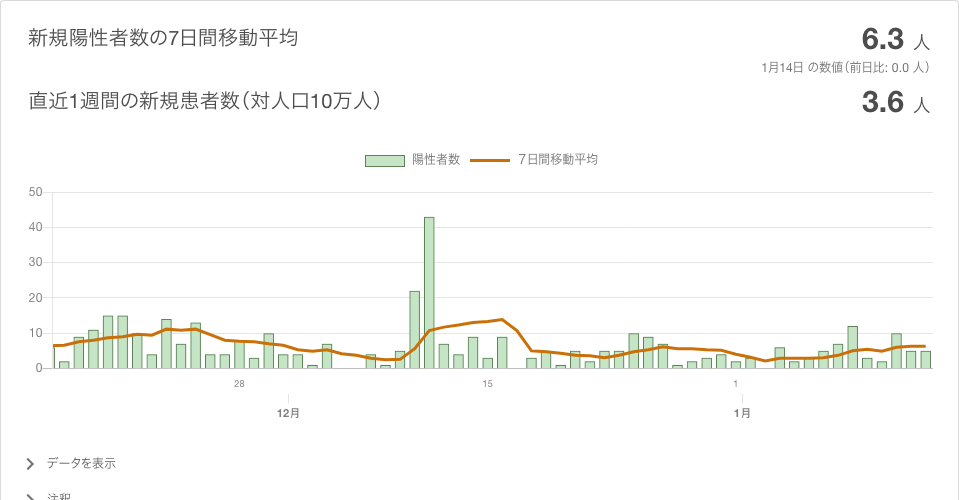 新規陽性者数の7日間移動平均
6.3 人
1月14日 の数値（前日比: 0.0 人）
直近1週間の新規患者数（対人口10万人）
3.6 人
陽性者数 7日間移動平均
50
40
30
20
10
0
28 15 1
12月 1月
データを表示
注釈